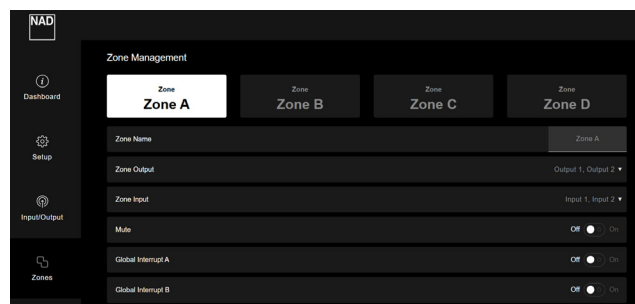 NAD
Zone Management
Dashboard
Setup
Input/Output
Zones
Zone Zone Zone Zone
Zone A Zone B Zone C Zone D
Zone Name Zone A
Zone Output Output 1, Output 2
Zone Input Input 1, Input 2
Mute Off On
Global Interrupt A Off On
Global Interrupt B Off On